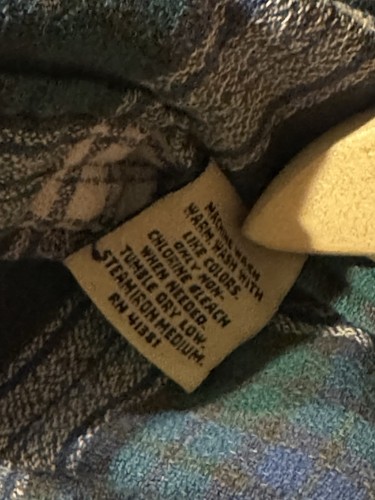 MACHINE WASH
WARM, WASH WITH
LIKE COLORS.
ONLY NON-
CHLORINE BLEACH
WHEN NEEDED.
TUMBLE DRY LOW.
STEAM IRON MEDIUM.
RN 41381